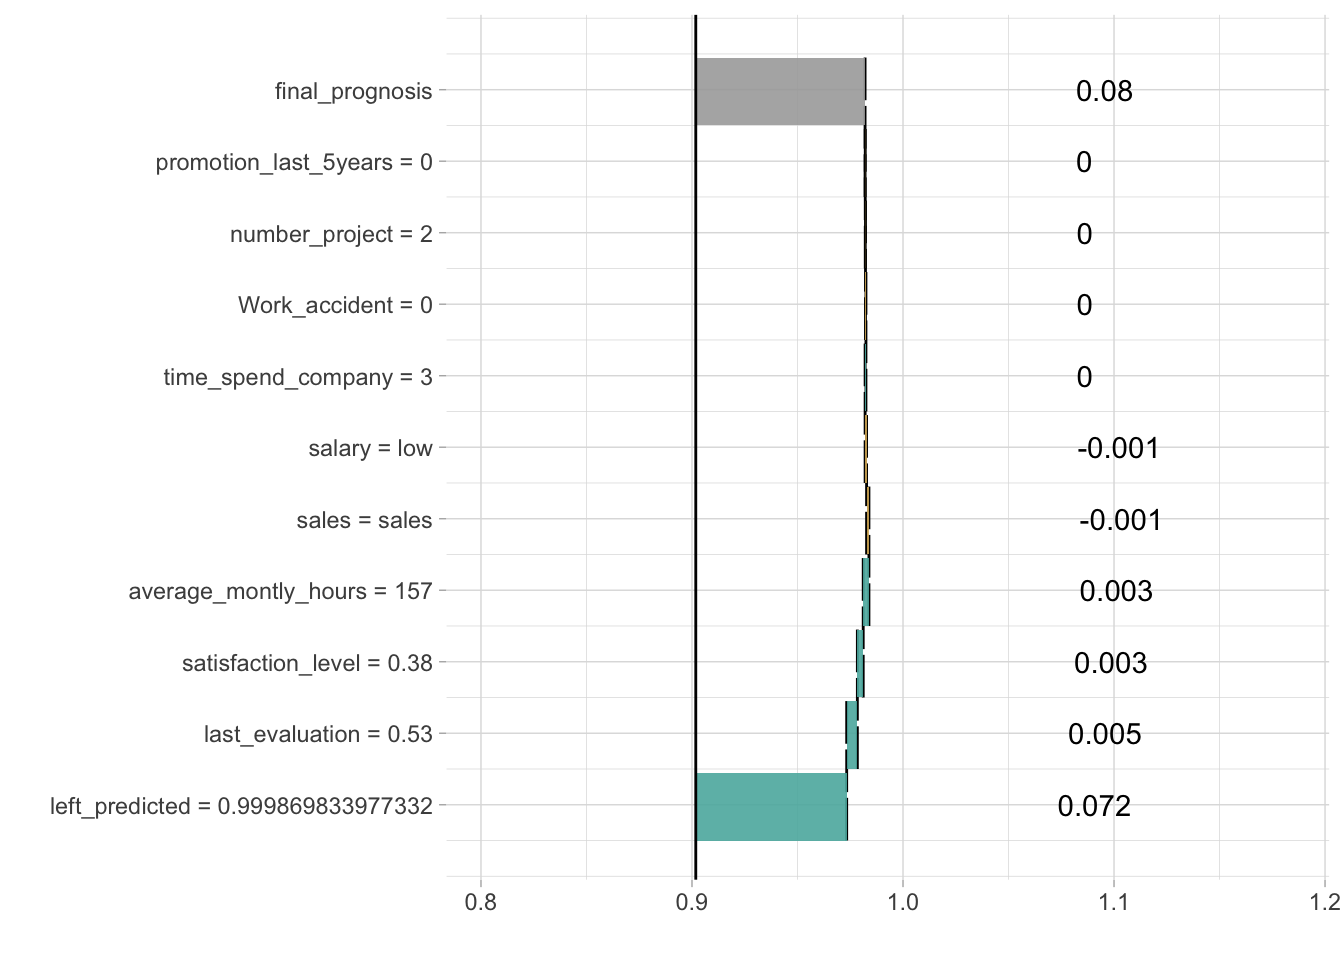 final_prognosis 0.08
promotion_last_5years = 0 0
number_project = 2 0
Work_accident = 0 0
time_spend_company = 3 0
salary = low -0.001
sales = sales -0.001
average_montly_hours = 157 0.003
satisfaction_level = 0.38 0.003
last_evaluation = 0.53 0.005
left_predicted = 0.999869833977332 0.072
0.8 0.9 1.0 1.1 1.2